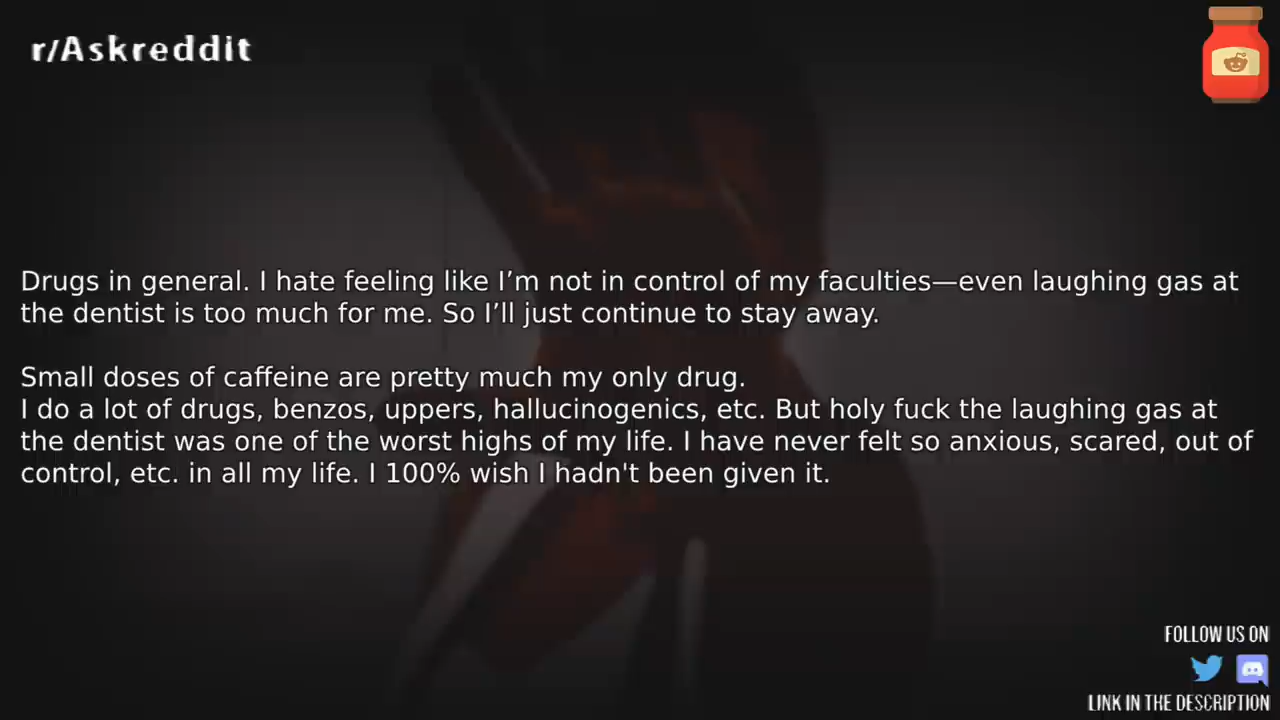 r/Askreddit
Drugs in general. I hate feeling like I’m not in control of my faculties—even laughing gas at
the dentist is too much for me. So I’ll just continue to stay away.
Small doses of caffeine are pretty much my only drug.
I do a lot of drugs, benzos, uppers, hallucinogenics, etc. But holy fuck the laughing gas at
the dentist was one of the worst highs of my life. I have never felt so anxious, scared, out of
control, etc. in all my life. I 100% wish I hadn't been given it.
FOLLOW US ON
LINK IN THE DESCRIPTION